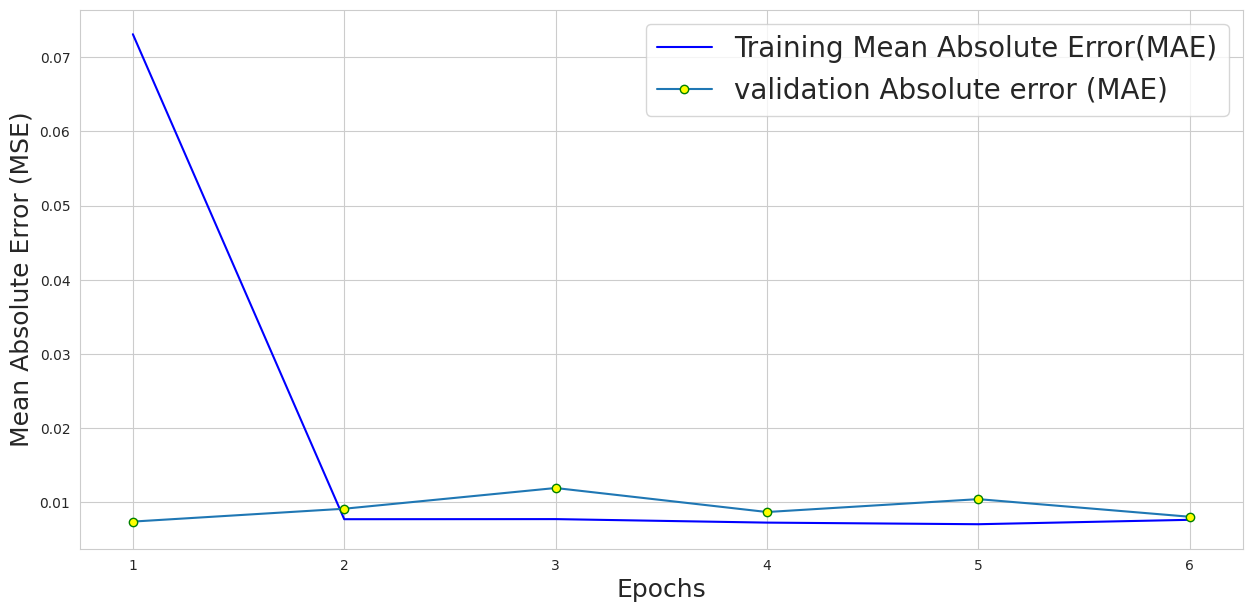 Training Mean Absolute Error(MAE)
validation Absolute error (MAE)
Mean Absolute Error (MSE)
0.07
0.06
0.05
0.04
0.03
0.02
0.01
1 2 3 4 5 6
Epochs